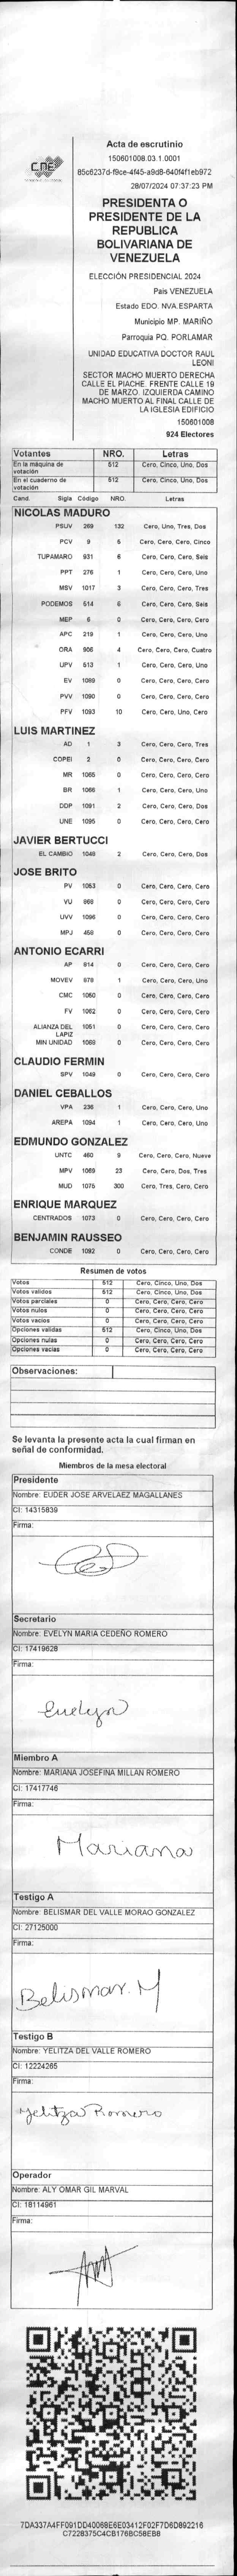 CNE
Acta de escrutinio
150601008.03.1.0001
85c6237d-f9ce-4f45-a9d8-640f4f1eb972
28/07/2024 07:37:23 PM
PRESIDENTA O
PRESIDENTE DE LA
REPUBLICA
BOLIVARIANA DE
VENEZUELA
ELECCIÓN PRESIDENCIAL 2024
Pais VENEZUELA
Estado EDO. NVA.ESPARTA
Municipio MP. MARIÑO
Parroquia PQ. PORLAMAR
UNIDAD EDUCATIVA DOCTOR RAUL
LEONI
SECTOR MACHO MUERTO DERECHA
CALLE EL PIACHE. FRENTE CALLE 19
DE MARZO. IZQUIERDA CAMINO
MACHO MUERTO AL FINAL CALLE DE
LA IGLESIA EDIFICIO
150601008
924 Electores
Votantes NRO. Letras
En la máquina de votación 512 Cero, Cinco, Uno, Dos
En el cuaderno de votación 512 Cero, Cinco, Uno, Dos
Cand. Sigla Código NRO. Letras
NICOLAS MADURO
PSUV 269 132 Cero, Uno, Tres, Dos
PCV 9 5 Cero, Cero, Cero, Cinco
TUPAMARO 931 6 Cero, Cero, Cero, Seis
PPT 276 1 Cero, Cero, Cero, Uno
MSV 1017 3 Cero, Cero, Cero, Tres
PODEMOS 514 6 Cero, Cero, Cero, Seis
MEP 6 0 Cero, Cero, Cero, Cero
APC 219 1 Cero, Cero, Cero, Uno
ORA 906 4 Cero, Cero, Cero, Cuatro
UPV 513 1 Cero, Cero, Cero, Uno
EV 1089 0 Cero, Cero, Cero, Cero
PVV 1090 0 Cero, Cero, Cero, Cero
PFV 1093 10 Cero, Cero, Uno, Cero
LUIS MARTINEZ
AD 1 3 Cero, Cero, Cero, Tres
COPEI 2 0 Cero, Cero, Cero, Cero
MR 1065 0 Cero, Cero, Cero, Cero
BR 1066 1 Cero, Cero, Cero, Uno
DDP 1091 2 Cero, Cero, Cero, Dos
UNE 1095 0 Cero, Cero, Cero, Cero
JAVIER BERTUCCI
EL CAMBIO 1046 2 Cero, Cero, Cero, Dos
JOSE BRITO
PV 1053 0 Cero, Cero, Cero, Cero
VU 868 0 Cero, Cero, Cero, Cero
UVV 1096 0 Cero, Cero, Cero, Cero
MPJ 458 0 Cero, Cero, Cero, Cero
ANTONIO ECARRI
AP 814 0 Cero, Cero, Cero, Cero
MOVEV 979 1 Cero, Cero, Cero, Uno
CMC 1060 0 Cero, Cero, Cero, Cero
FV 1062 0 Cero, Cero, Cero, Cero
ALIANZA DEL LAPIZ 1051 0 Cero, Cero, Cero, Cero
MIN UNIDAD 1088 0 Cero, Cero, Cero, Cero
CLAUDIO FERMIN
SPV 1049 0 Cero, Cero, Cero, Cero
DANIEL CEBALLOS
VPA 236 1 Cero, Cero, Cero, Uno
AREPA 1094 1 Cero, Cero, Cero, Uno
EDMUNDO GONZALEZ
UNTC 460 9 Cero, Cero, Cero, Nueve
MPV 1069 23 Cero, Cero, Dos, Tres
MUD 1075 300 Cero, Tres, Cero, Cero
ENRIQUE MARQUEZ
CENTRADOS 1073 0 Cero, Cero, Cero, Cero
BENJAMIN RAUSSEO
CONDE 1092 0 Cero, Cero, Cero, Cero
Resumen de votos
Votos 512 Cero, Cinco, Uno, Dos
Votos validos 512 Cero, Cinco, Uno, Dos
Votos parciales 0 Cero, Cero, Cero, Cero
Votos nulos 0 Cero, Cero, Cero, Cero
Votos vacios 0 Cero, Cero, Cero, Cero
Opciones validas 512 Cero, Cinco, Uno, Dos
Opciones nulas 0 Cero, Cero, Cero, Cero
Opciones vacias 0 Cero, Cero, Cero, Cero
Observaciones:
Se levanta la presente acta la cual firman en
señal de conformidad.
Miembros de la mesa electoral
Presidente
Nombre: EUDER JOSE ARVELAEZ MAGALLANES
CI: 14315839
Firma:
Secretario
Nombre: EVELYN MARIA CEDEÑO ROMERO
CI: 17419628
Firma:
Evelyn
Miembro A
Nombre: MARIANA JOSEFINA MILLAN ROMERO
CI: 17417746
Firma:
Mariana
Testigo A
Nombre: BELISMAR DEL VALLE MORAO GONZALEZ
CI: 27125000
Firma:
Belismar. M
Testigo B
Nombre: YELITZA DEL VALLE ROMERO
CI: 12224265
Firma:
Yelitza Romero
Operador
Nombre: ALY OMAR GIL MARVAL
CI: 18114961
Firma:
7DA337A4FF091DD40068E6E03412F02F7D6D892216
C7228375C4CB176BC58EB8